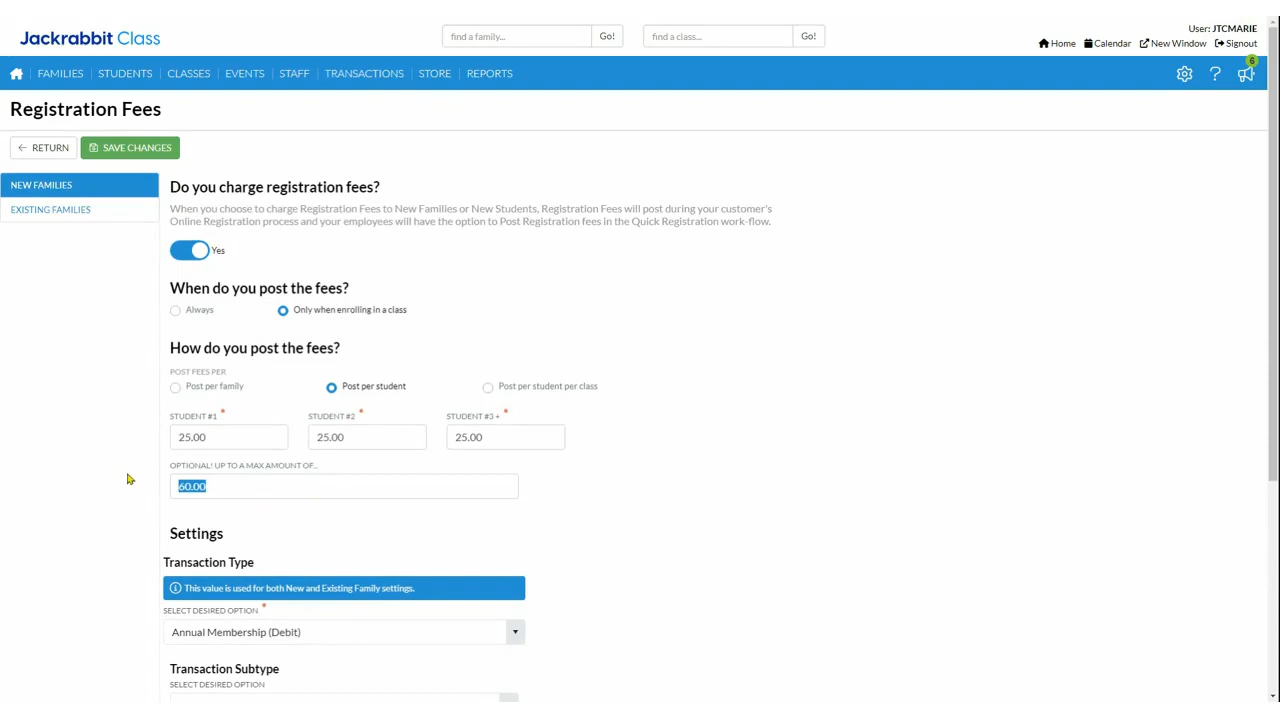 User: JTCMARIE
Jackrabbit Class
find a family... Go! find a class... Go!
Home Calendar New Window Signout
6
FAMILIES STUDENTS CLASSES EVENTS STAFF TRANSACTIONS STORE REPORTS
Registration Fees
RETURN SAVE CHANGES
NEW FAMILIES
EXISTING FAMILIES
Do you charge registration fees?
When you choose to charge Registration Fees to New Families or New Students, Registration Fees will post during your customer's
Online Registration process and your employees will have the option to Post Registration fees in the Quick Registration work-flow.
Yes
When do you post the fees?
Always Only when enrolling in a class
How do you post the fees?
POST FEES PER
Post per family Post per student Post per student per class
STUDENT #1 * STUDENT #2 * STUDENT #3 + *
25.00 25.00 25.00
OPTIONAL! UP TO A MAX AMOUNT OF...
60.00
Settings
Transaction Type
This value is used for both New and Existing Family settings.
SELECT DESIRED OPTION *
Annual Membership (Debit)
Transaction Subtype
SELECT DESIRED OPTION